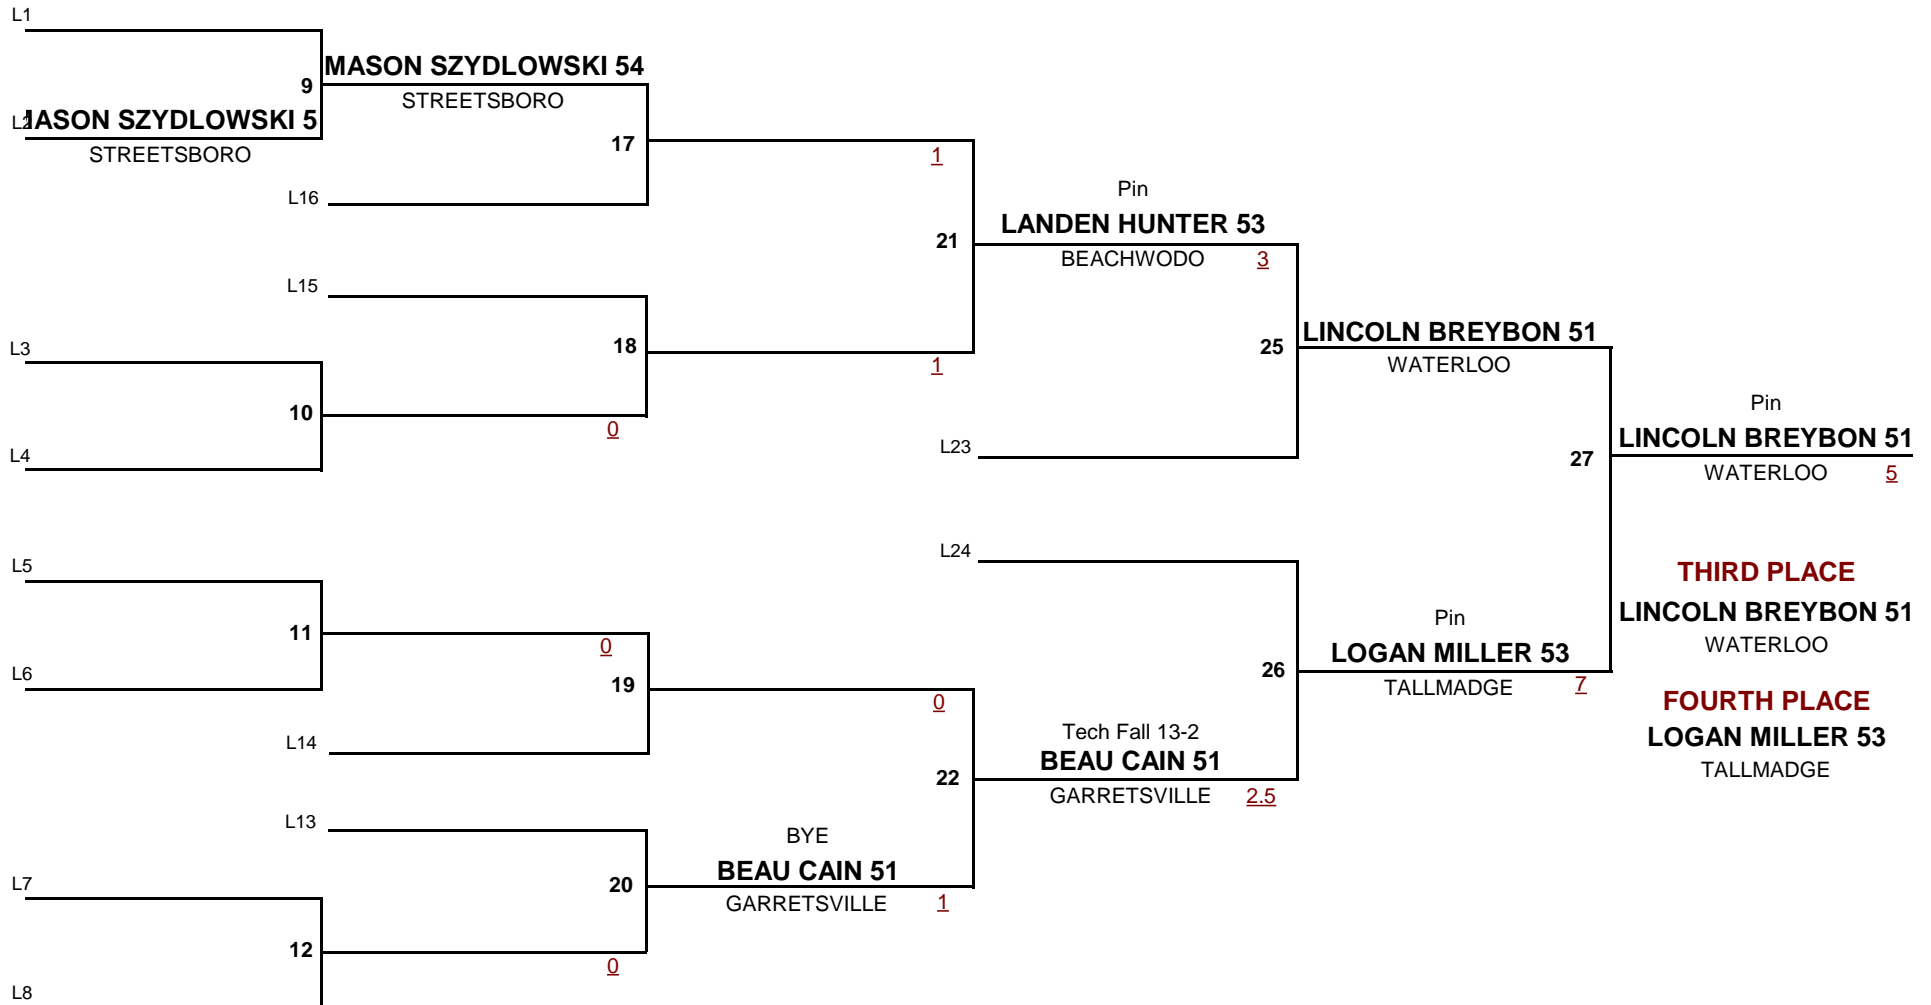 L1
MASON SZYDLOWSKI 54
9
STREETSBORO
L2
IASON SZYDLOWSKI 5
STREETSBORO
17
1
L16
Pin
LANDEN HUNTER 53
21
BEACHWODO 3
L15
L3
18
1
LINCOLN BREYBON 51
25
WATERLOO
10
0
L4
L23
Pin
LINCOLN BREYBON 51
27
WATERLOO 5
L5
L24
THIRD PLACE
LINCOLN BREYBON 51
WATERLOO
11
0
Pin
LOGAN MILLER 53
L6
19
0
26
TALLMADGE 7
FOURTH PLACE
LOGAN MILLER 53
TALLMADGE
L14
Tech Fall 13-2
BEAU CAIN 51
22
GARRETSVILLE 2.5
L13
BYE
BEAU CAIN 51
L7
20
GARRETSVILLE 1
12
0
L8